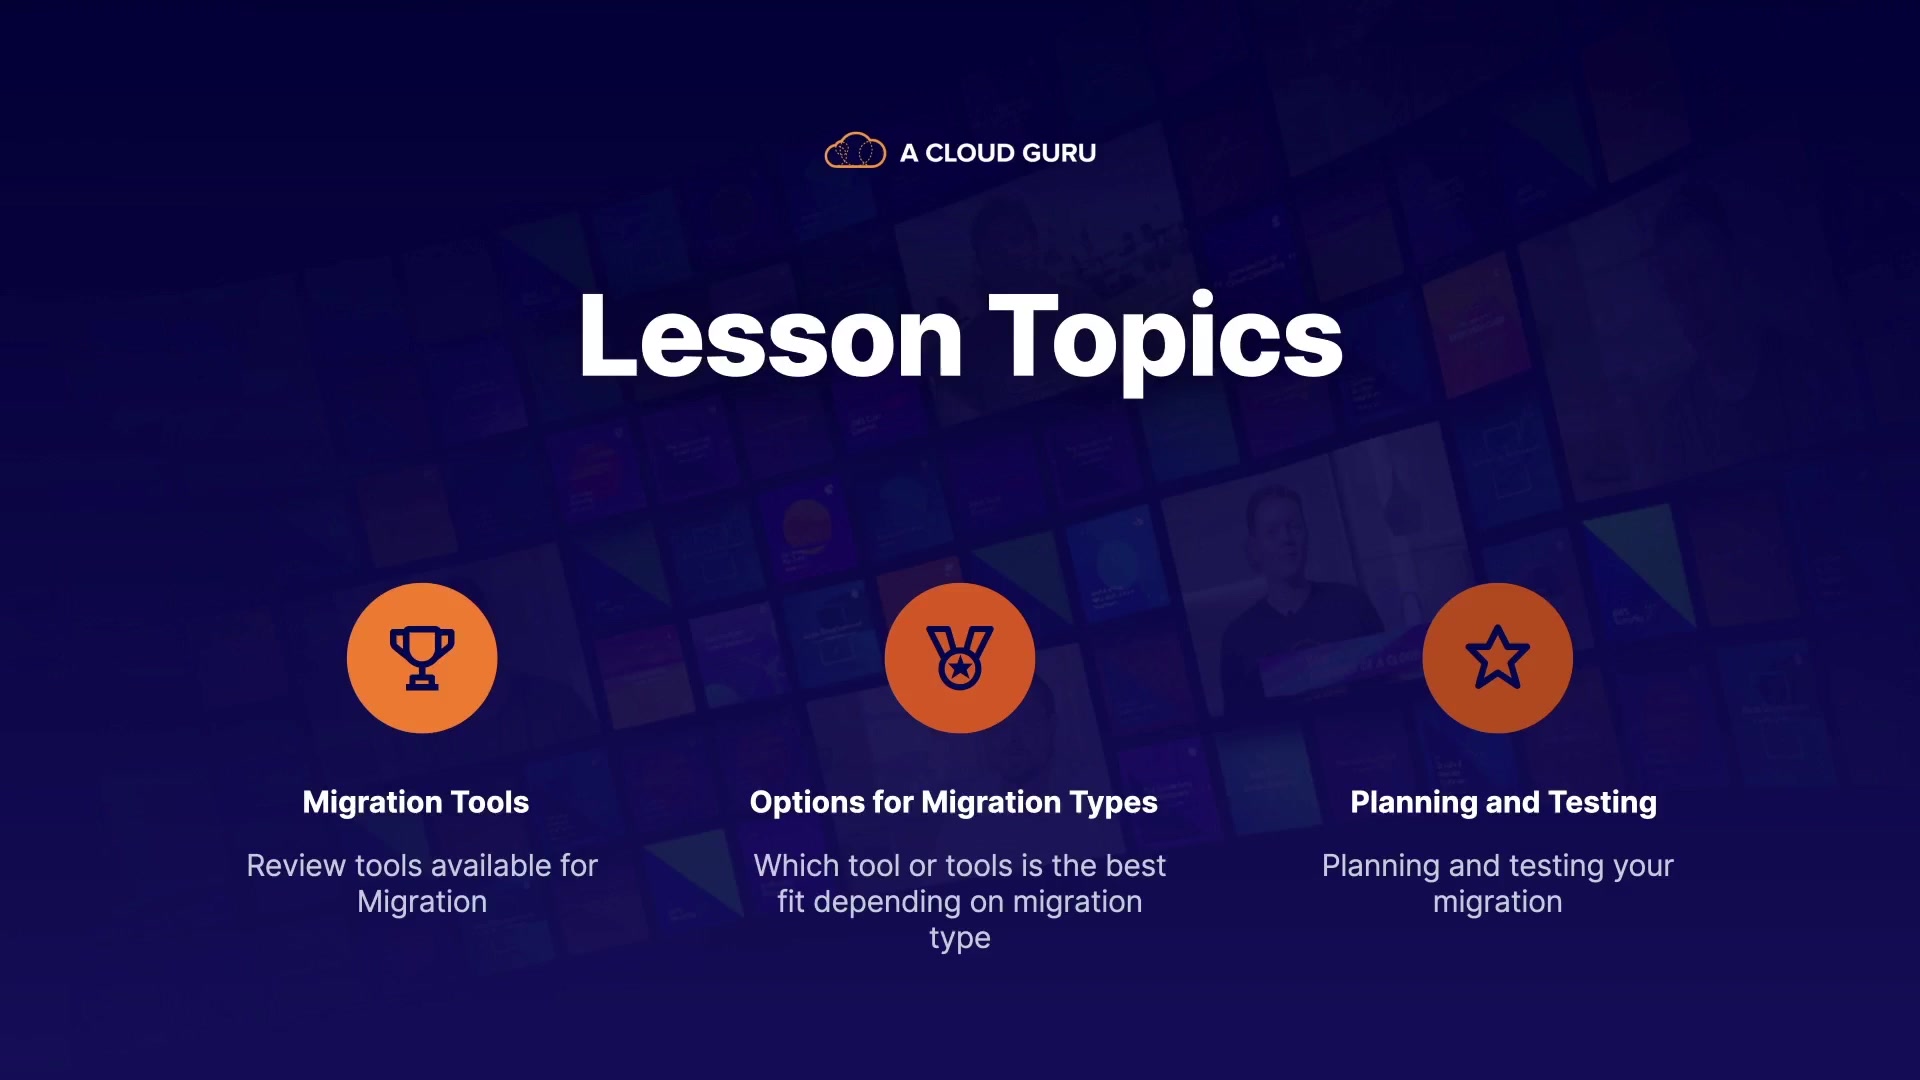 A CLOUD GURU
Lesson Topics
Migration Tools
Review tools available for
Migration
Options for Migration Types
Which tool or tools is the best
fit depending on migration
type
Planning and Testing
Planning and testing your
migration